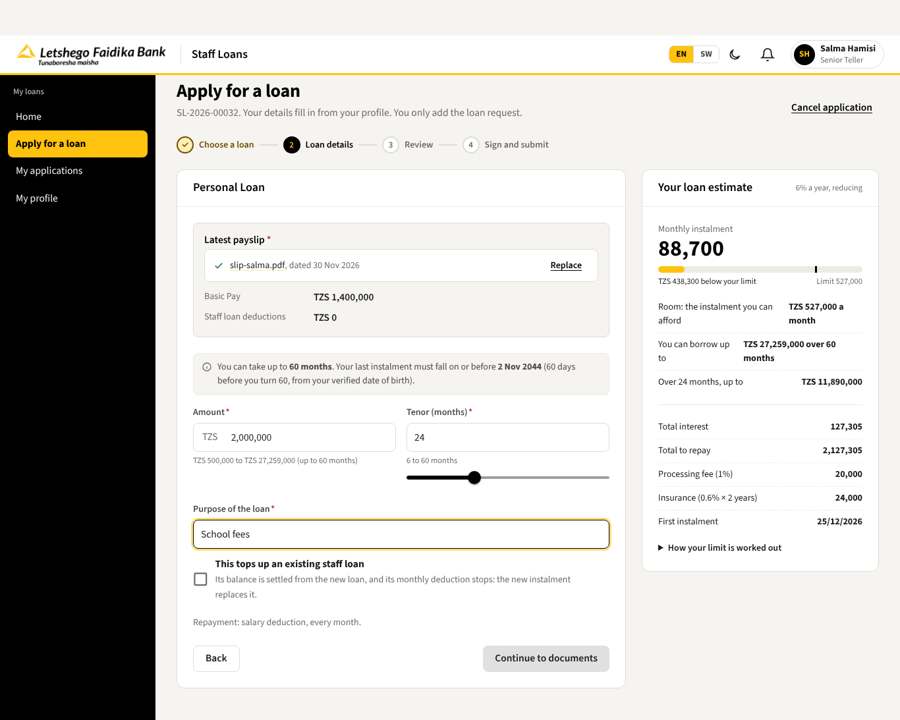 Letshego Faidika Bank
Tunaboresha maisha
Staff Loans
EN SW
SH
Salma Hamisi
Senior Teller
My loans
Home
Apply for a loan
My applications
My profile
Apply for a loan
SL-2026-00032. Your details fill in from your profile. You only add the loan request.
Cancel application
Choose a loan
2 Loan details
3 Review
4 Sign and submit
Personal Loan
Latest payslip *
slip-salma.pdf, dated 30 Nov 2026
Replace
Basic Pay TZS 1,400,000
Staff loan deductions TZS 0
You can take up to 60 months. Your last instalment must fall on or before 2 Nov 2044 (60 days
before you turn 60, from your verified date of birth).
Amount *
TZS 2,000,000
TZS 500,000 to TZS 27,259,000 (up to 60 months)
Tenor (months) *
24
6 to 60 months
Purpose of the loan *
School fees
This tops up an existing staff loan
Its balance is settled from the new loan, and its monthly deduction stops: the new instalment
replaces it.
Repayment: salary deduction, every month.
Back
Continue to documents
Your loan estimate
6% a year, reducing
Monthly instalment
88,700
TZS 438,300 below your limit
Limit 527,000
Room: the instalment you can TZS 527,000 a
afford month
You can borrow up TZS 27,259,000 over 60
to months
Over 24 months, up to TZS 11,890,000
Total interest 127,305
Total to repay 2,127,305
Processing fee (1%) 20,000
Insurance (0.6% × 2 years) 24,000
First instalment 25/12/2026
How your limit is worked out